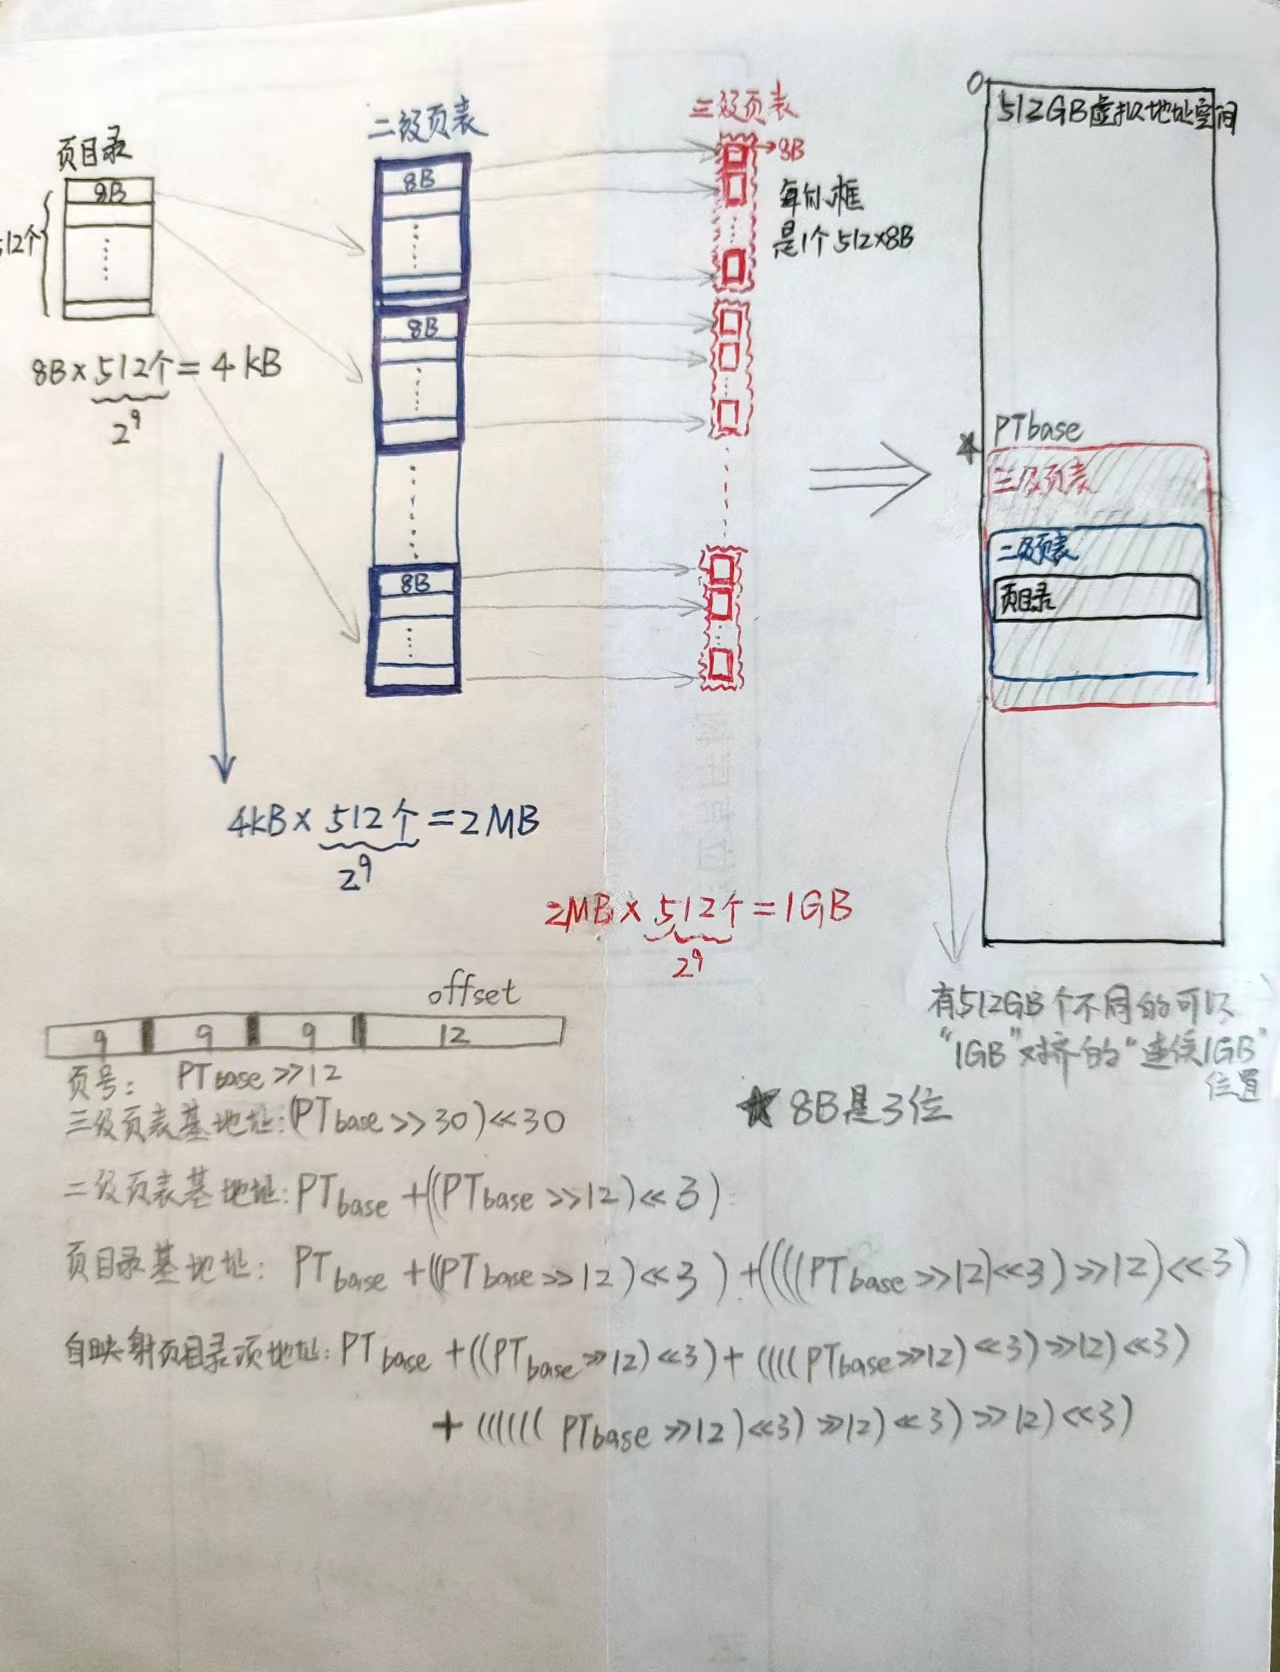 页目录
8B
512个
8B × 512个 = 4 kB
2^9
二级页表
8B
8B
8B
4kB × 512个 = 2 MB
2^9
三级页表
→8B
每个小框
是1个 512×8B
2MB × 512个 = 1GB
2^9
0
512GB虚拟地址空间
PTbase
三级页表
二级页表
页目录
有512GB个不同的可以
"1GB"对挤的"连续1GB"
位置
★ 8B是3位
offset
9 9 9 12
页号: PTbase>>12
三级页表基地址:(PTbase>>30)<<30
二级页表基地址:PTbase+((PTbase>>12)<<3)
页目录基地址: PTbase+((PTbase>>12)<<3)+((((PTbase>>12)<<3)>>12)<<3)
自映射页目录项地址:PTbase+((PTbase>>12)<<3)+((((PTbase>>12)<<3)>>12)<<3)
+((((((PTbase>>12)<<3)>>12)<<3)>>12)<<3)